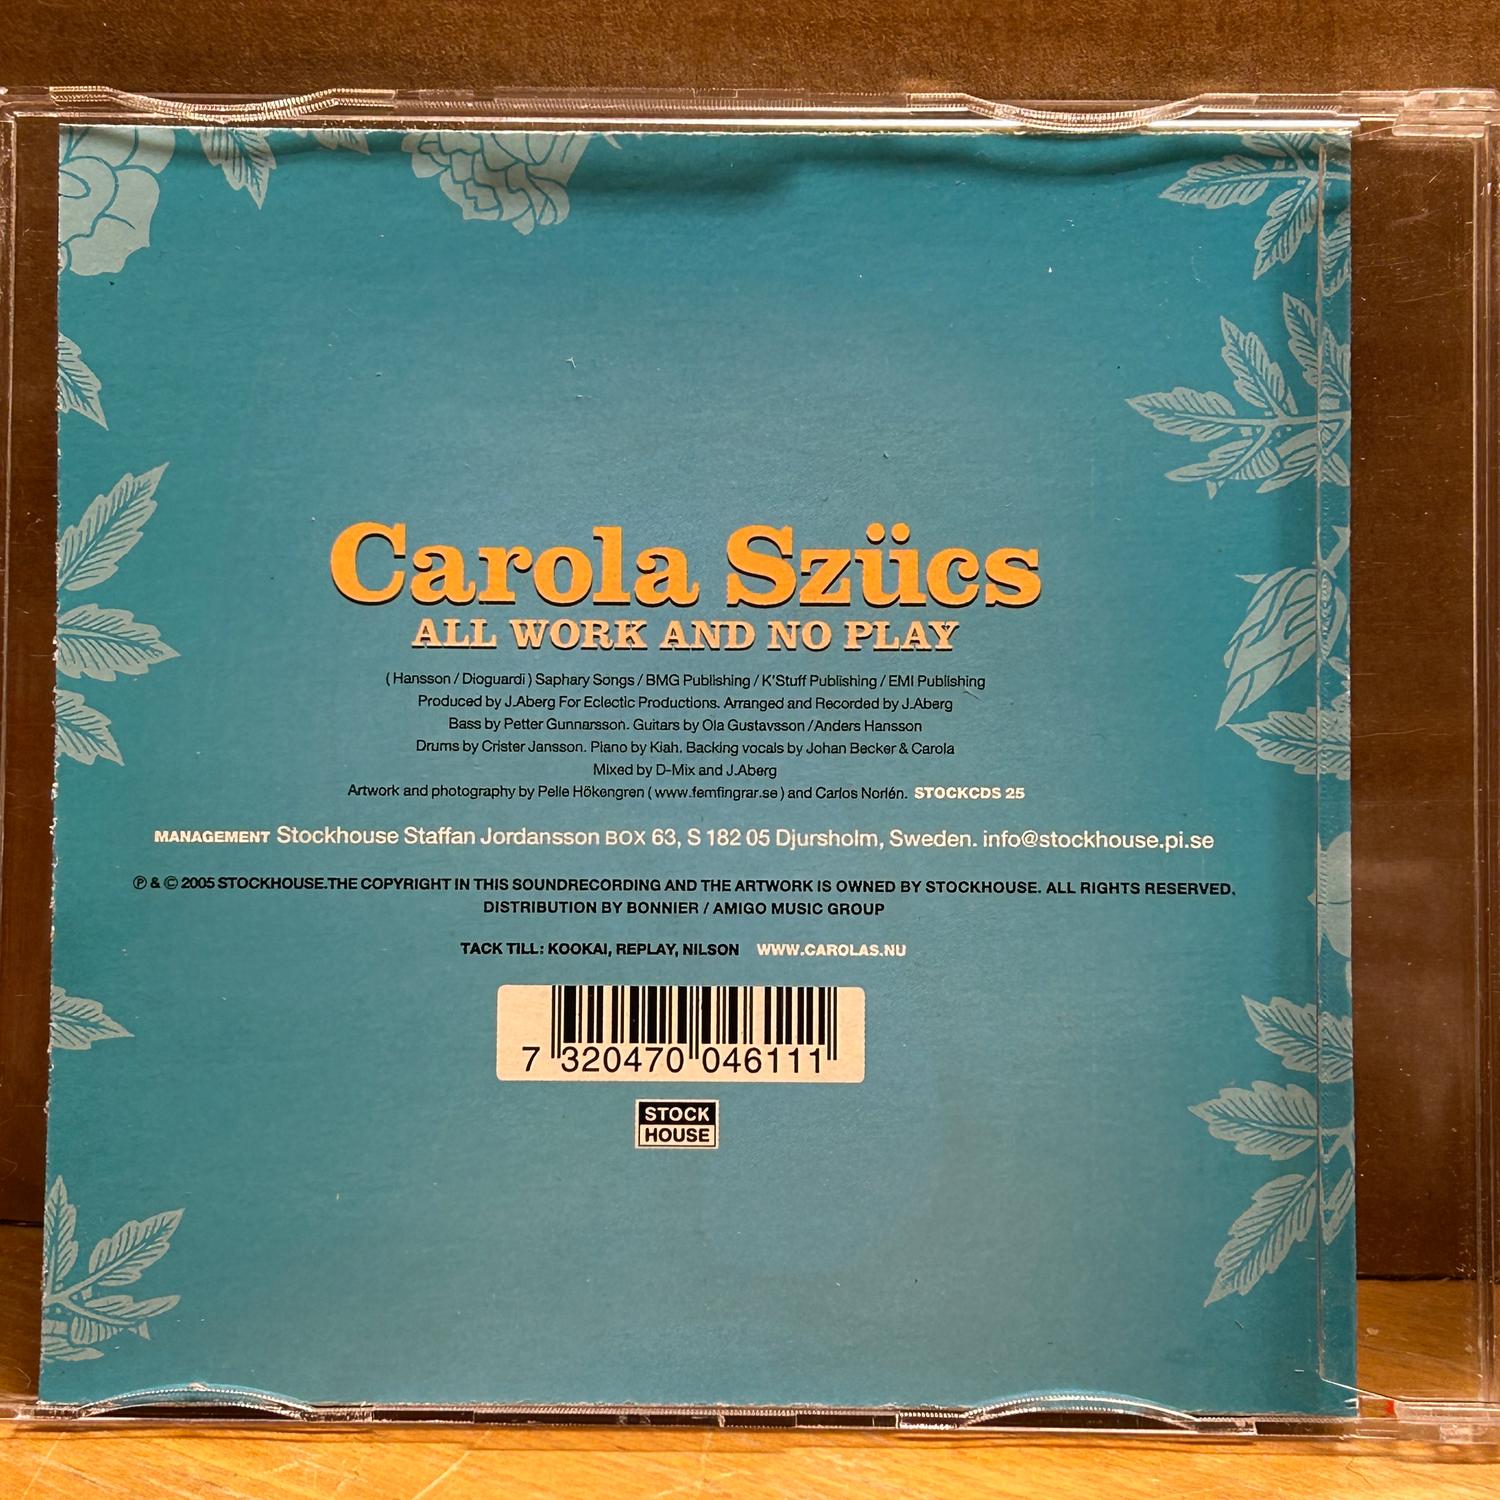 Carola Szücs
ALL WORK AND NO PLAY
( Hansson / Dioguardi ) Saphary Songs / BMG Publishing / K'Stuff Publishing / EMI Publishing
Produced by J.Aberg For Eclectic Productions. Arranged and Recorded by J.Aberg
Bass by Petter Gunnarsson. Guitars by Ola Gustavsson / Anders Hansson
Drums by Crister Jansson. Piano by Kiah. Backing vocals by Johan Becker & Carola
Mixed by D-Mix and J.Aberg
Artwork and photography by Pelle Hökengren ( www.femfingrar.se ) and Carlos Norlén. STOCKCDS 25
MANAGEMENT Stockhouse Staffan Jordansson BOX 63, S 182 05 Djursholm, Sweden. info@stockhouse.pi.se
℗ & © 2005 STOCKHOUSE.THE COPYRIGHT IN THIS SOUNDRECORDING AND THE ARTWORK IS OWNED BY STOCKHOUSE. ALL RIGHTS RESERVED.
DISTRIBUTION BY BONNIER / AMIGO MUSIC GROUP
TACK TILL: KOOKAI, REPLAY, NILSON WWW.CAROLAS.NU
7 320470 046111
STOCK
HOUSE